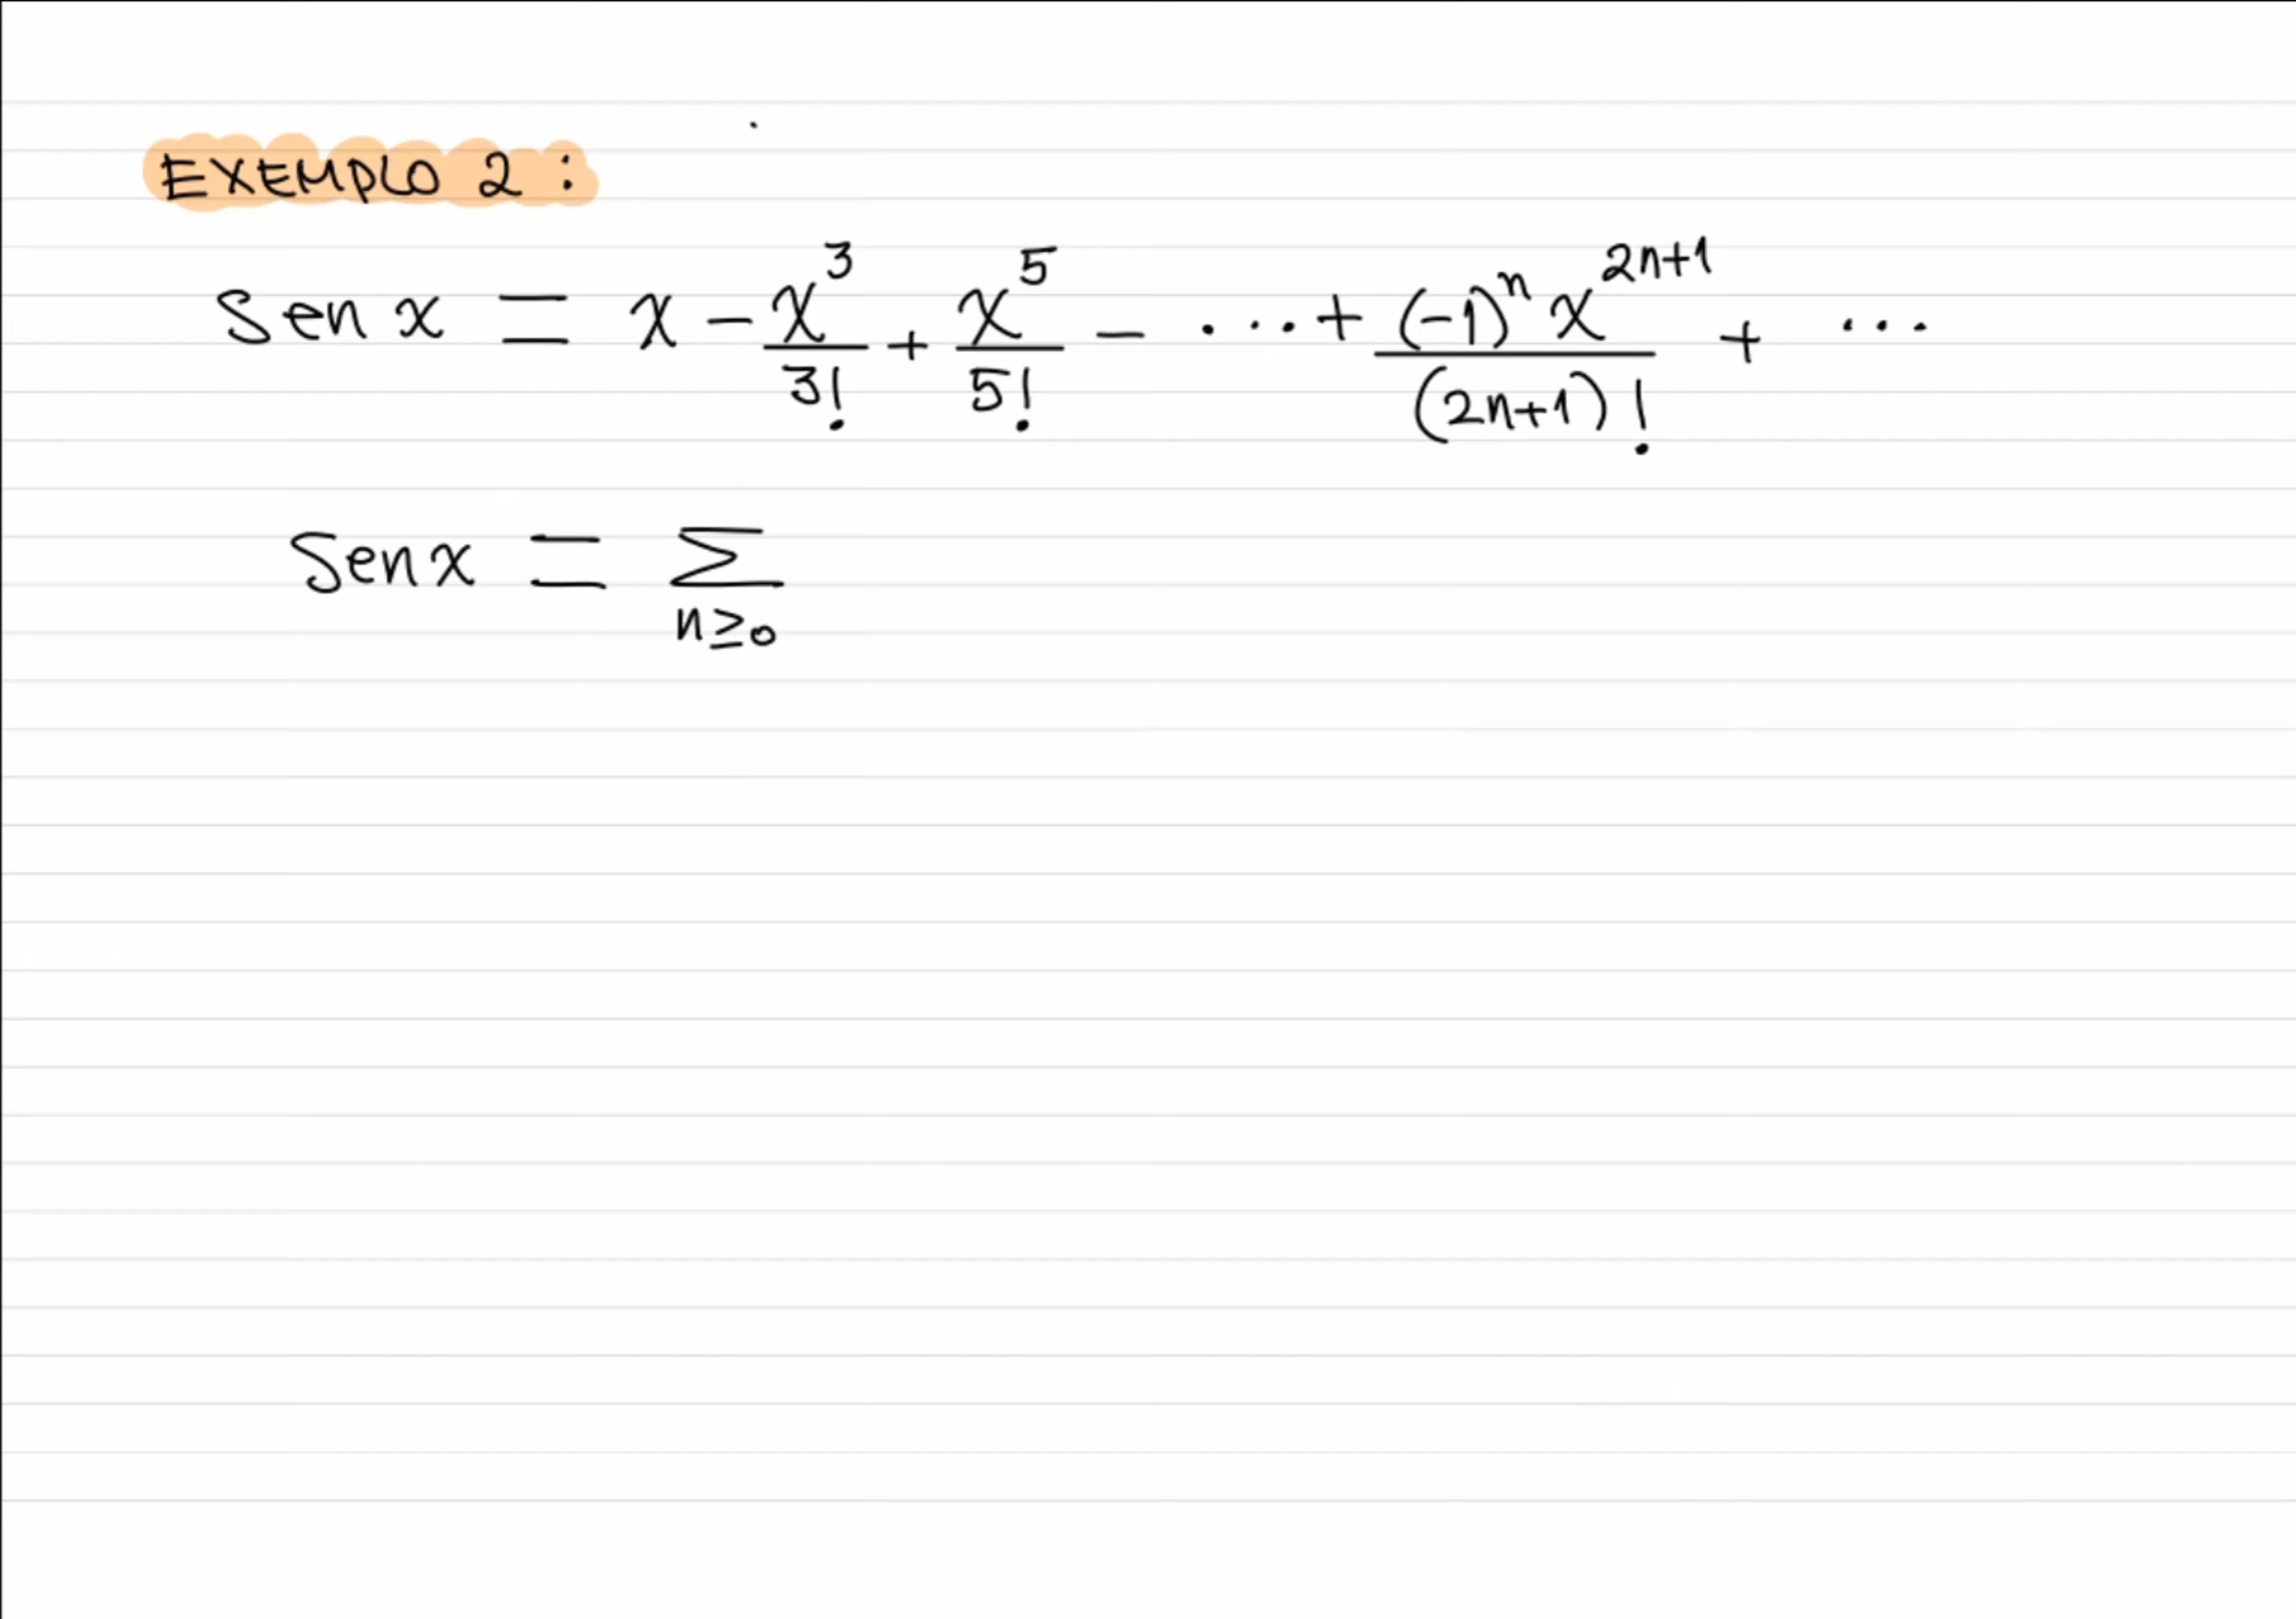 EXEMPLO 2 :
Sen x = x - x³/3! + x⁵/5! - ... + (-1)ⁿ x²ⁿ⁺¹/(2n+1)! + ...
Sen x = Σ n≥0